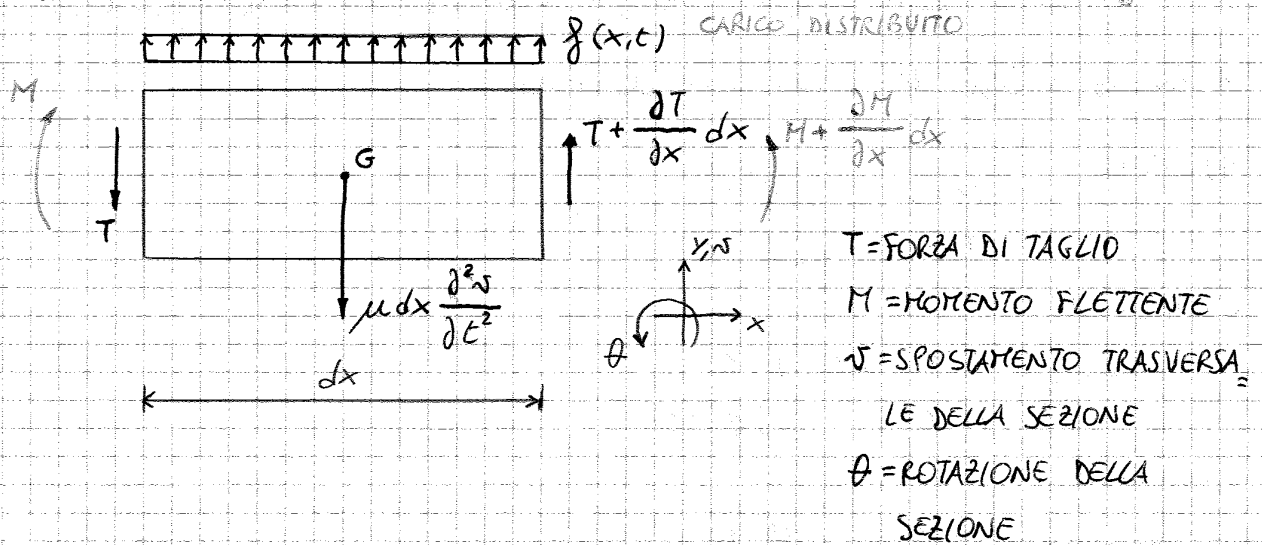 CARICO DISTRIBUITO
f(x,t)
M
T + ∂T/∂x dx
M + ∂M/∂x dx
G
T
μ dx ∂²v/∂t²
y,v
x
θ
dx
T = FORZA DI TAGLIO
M = MOMENTO FLETTENTE
v = SPOSTAMENTO TRASVERSA=
LE DELLA SEZIONE
θ = ROTAZIONE DELLA
SEZIONE